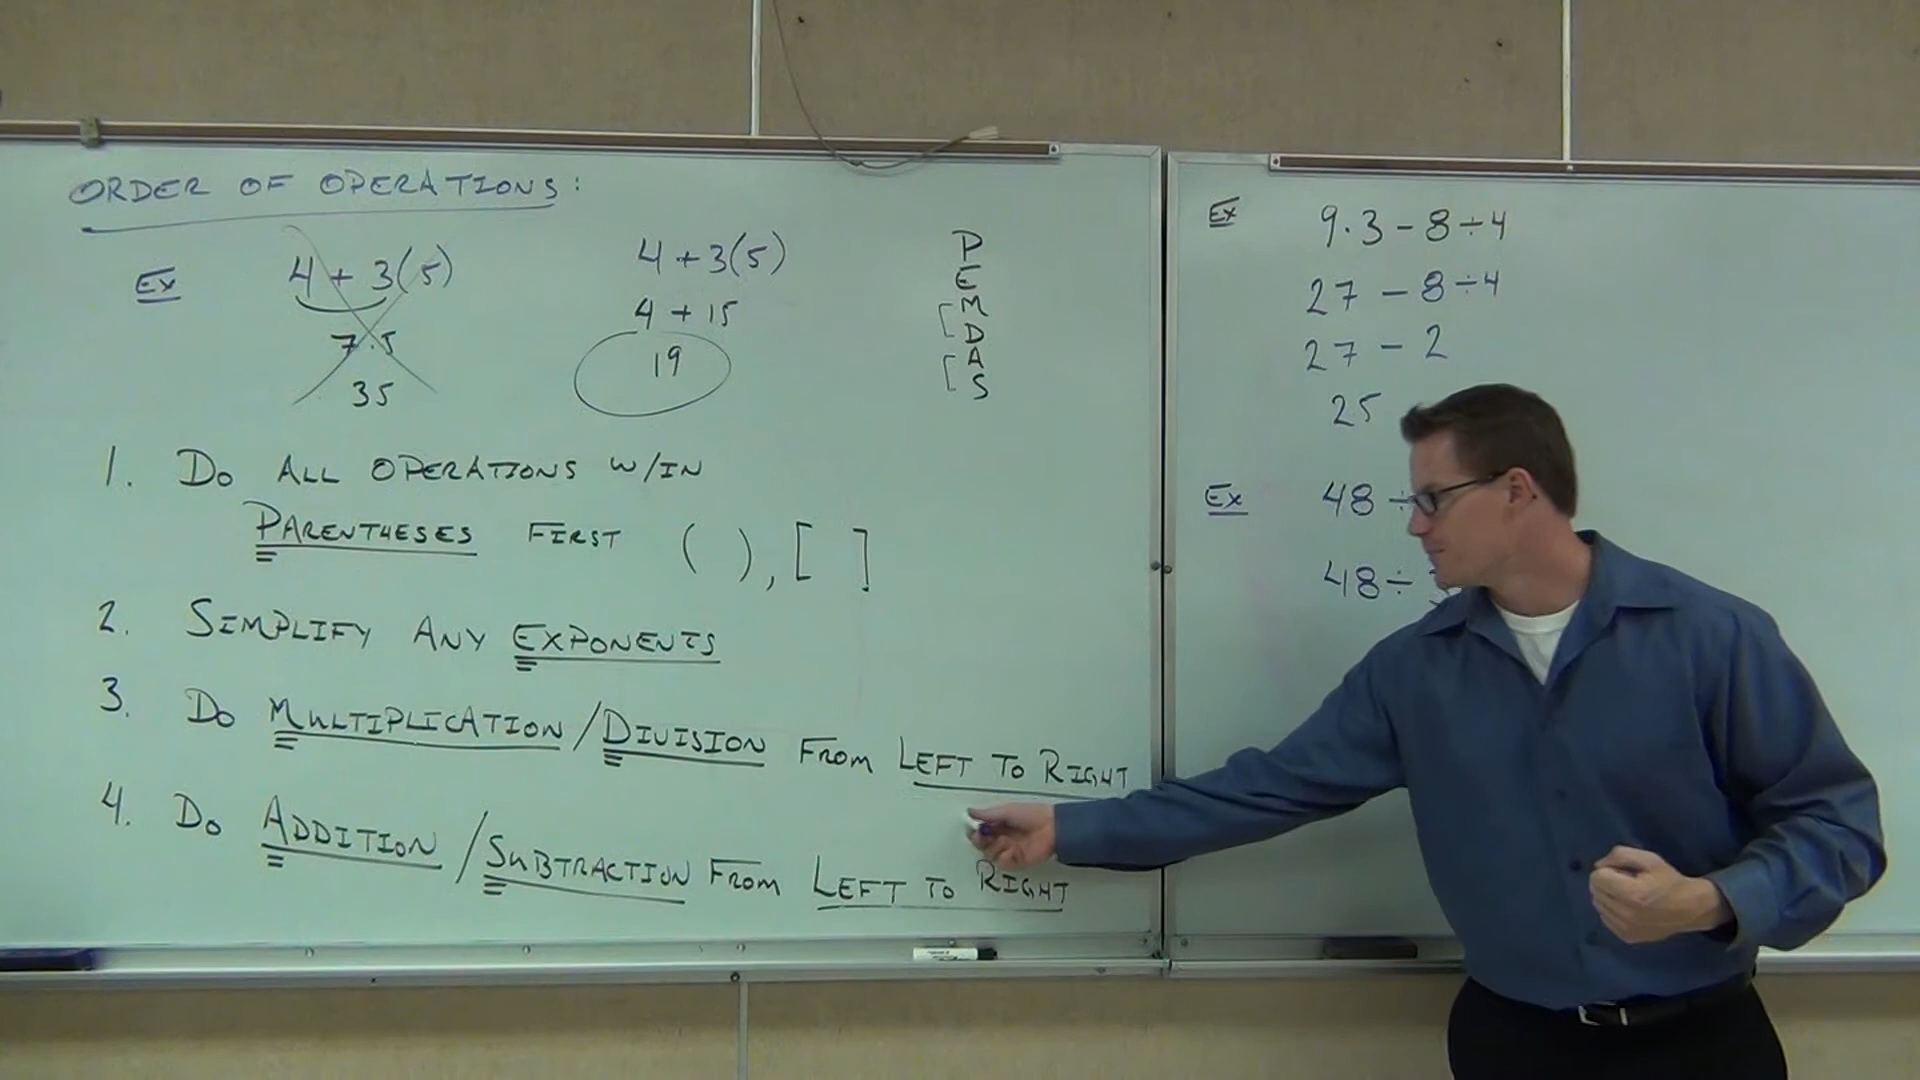 ORDER OF OPERATIONS:
Ex 4 + 3(5)
7·5
35
4 + 3(5)
4 + 15
19
P
E
M
D
A
S
1. DO ALL OPERATIONS W/IN
PARENTHESES FIRST ( ), [ ]
2. SIMPLIFY ANY EXPONENTS
3. DO MULTIPLICATION/DIVISION FROM LEFT TO RIGHT
4. DO ADDITION/SUBTRACTION FROM LEFT TO RIGHT
Ex 9·3 - 8÷4
27 - 8÷4
27 - 2
25
Ex 48 ÷
48 ÷